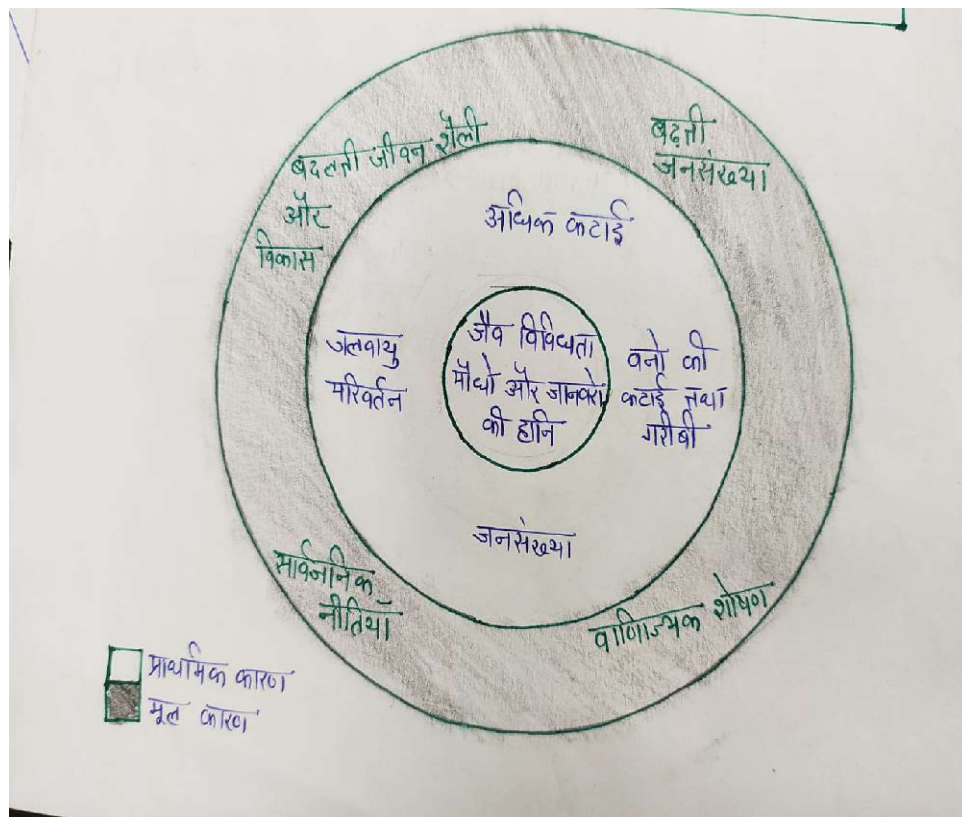 बदलती जीवन शैली
और
विकास
बढ़ती
जनसंख्या
अधिक कटाई
जलवायु
परिवर्तन
जैव विविधता
पौधो और जानवरो
की हानि
वनो की
कटाई तथा
गरीबी
जनसंख्या
सार्वजनिक
नीतियाँ
वाणिज्यक शोषण
प्राथमिक कारण
मूल कारण